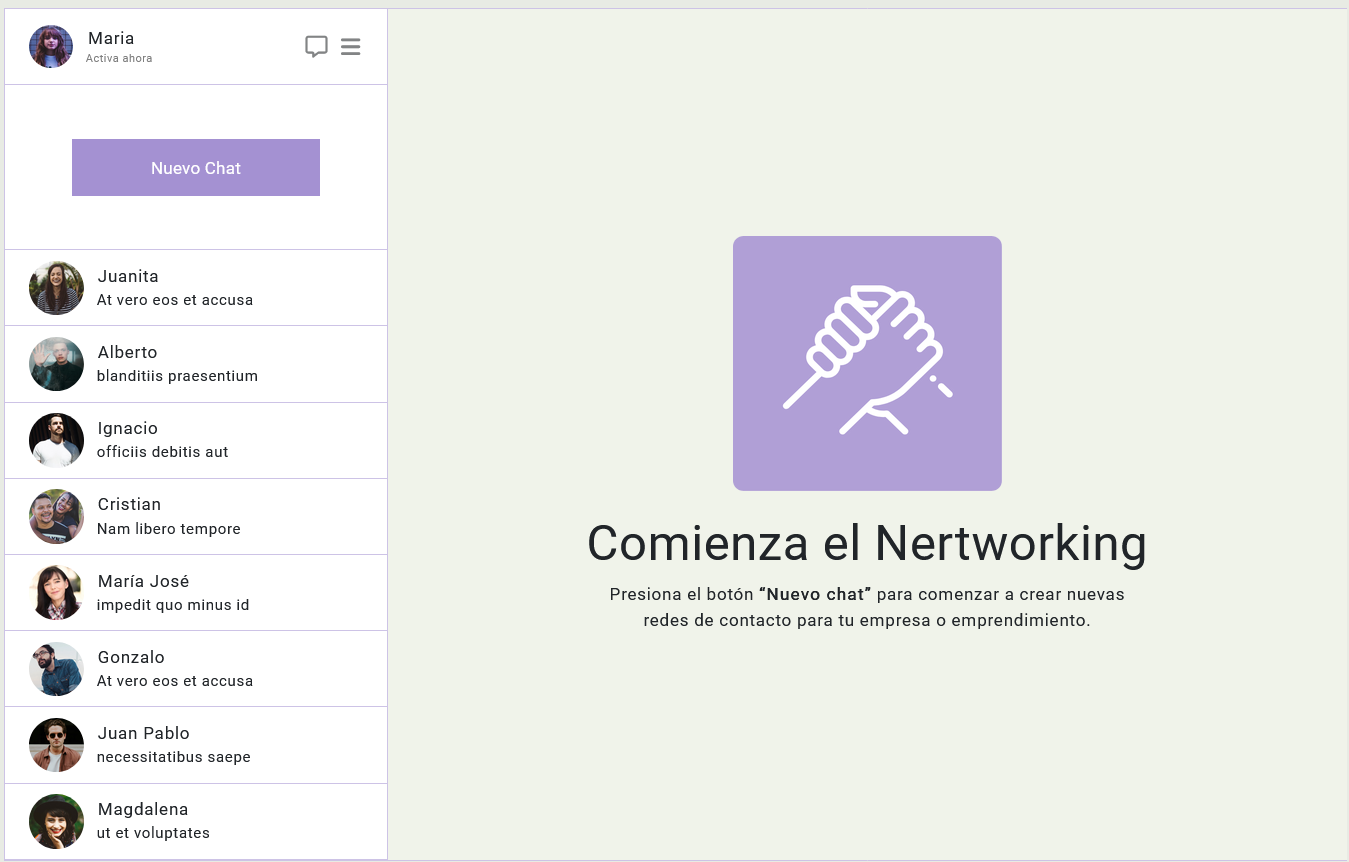 Maria
Activa ahora
Nuevo Chat
Juanita
At vero eos et accusa
Alberto
blanditiis praesentium
Ignacio
officiis debitis aut
Cristian
Nam libero tempore
María José
impedit quo minus id
Gonzalo
At vero eos et accusa
Juan Pablo
necessitatibus saepe
Magdalena
ut et voluptates
Comienza el Nertworking
Presiona el botón “Nuevo chat” para comenzar a crear nuevas
redes de contacto para tu empresa o emprendimiento.